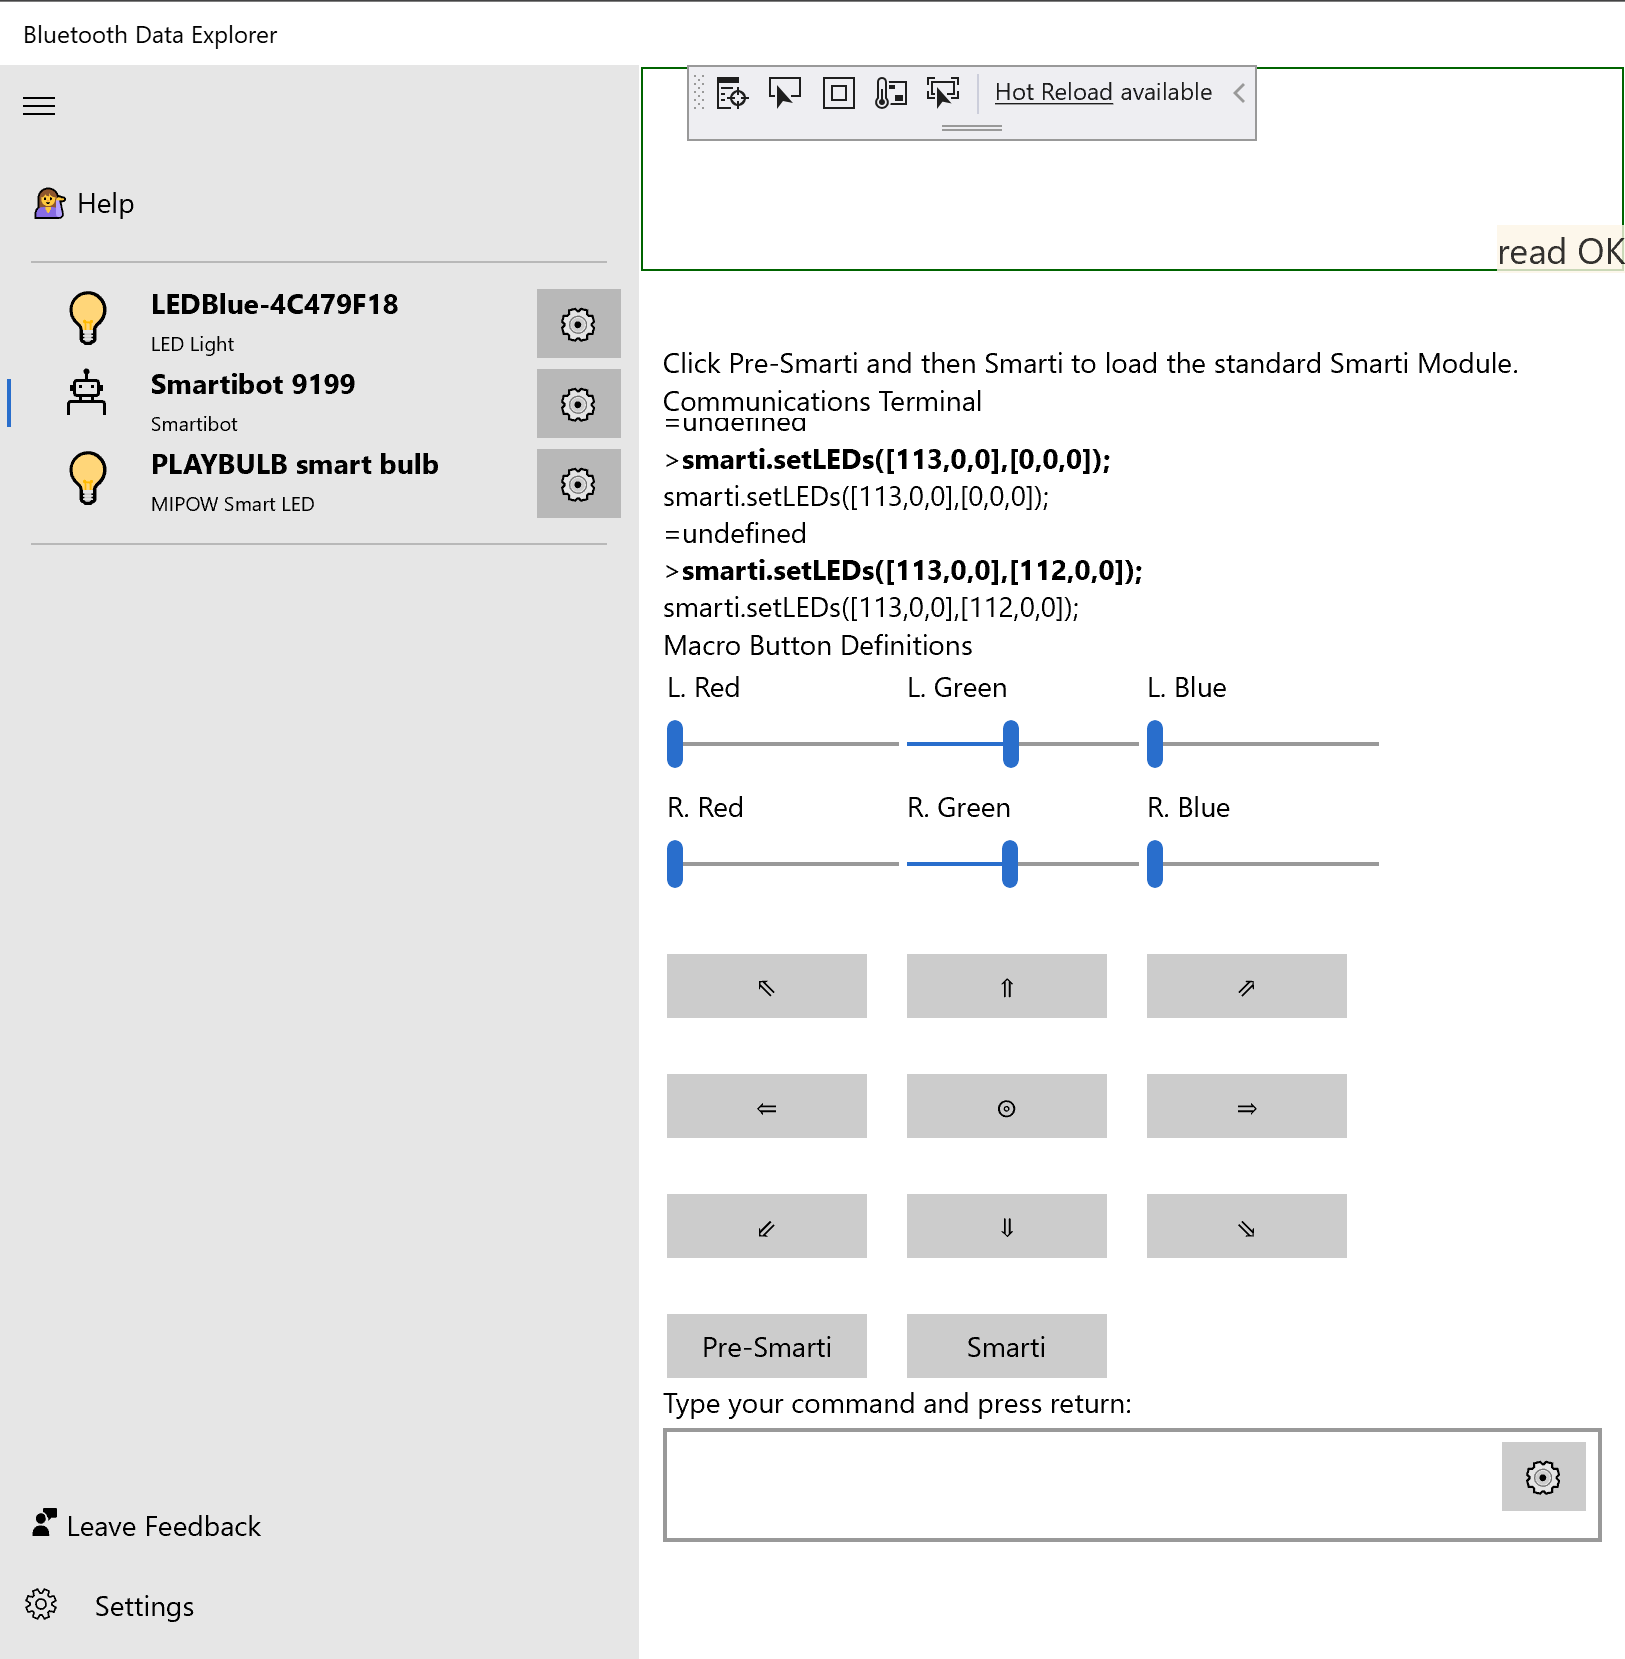 Bluetooth Data Explorer
Hot Reload available
Help
read OK
LEDBlue-4C479F18
LED Light
Smartibot 9199
Smartibot
PLAYBULB smart bulb
MIPOW Smart LED
Click Pre-Smarti and then Smarti to load the standard Smarti Module.
Communications Terminal
=undefined
>smarti.setLEDs([113,0,0],[0,0,0]);
smarti.setLEDs([113,0,0],[0,0,0]);
=undefined
>smarti.setLEDs([113,0,0],[112,0,0]);
smarti.setLEDs([113,0,0],[112,0,0]);
Macro Button Definitions
L. Red L. Green L. Blue
R. Red R. Green R. Blue
⇖ ⇑ ⇗
⇐ ⊚ ⇒
⇙ ⇓ ⇘
Pre-Smarti Smarti
Type your command and press return:
Leave Feedback
Settings